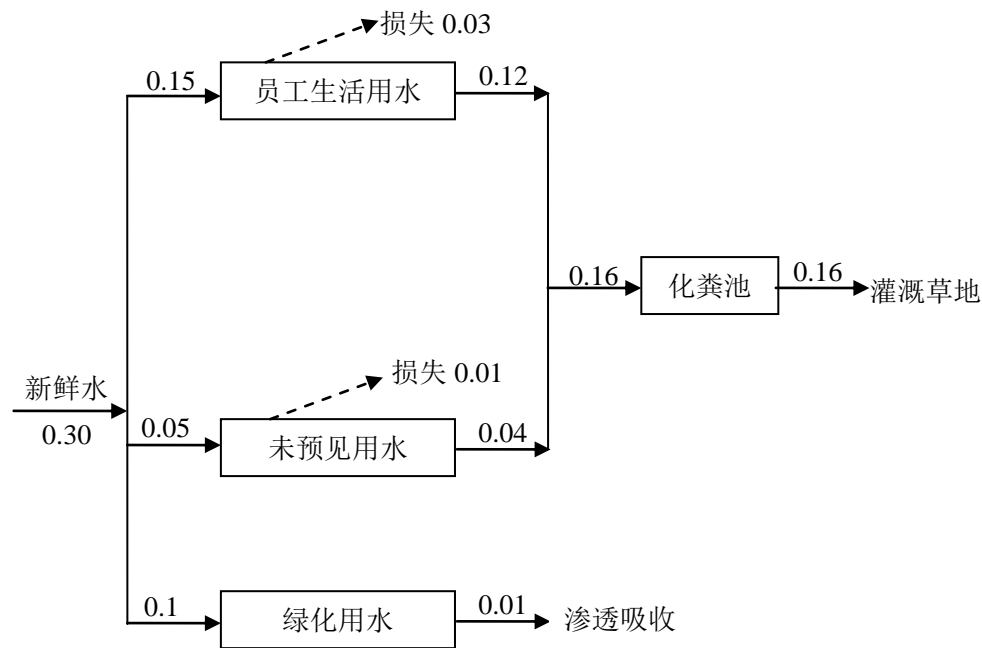 损失 0.03
0.15
员工生活用水
0.12
0.16
化粪池
0.16
灌溉草地
新鲜水
0.30
损失 0.01
0.05
未预见用水
0.04
0.1
绿化用水
0.01
渗透吸收